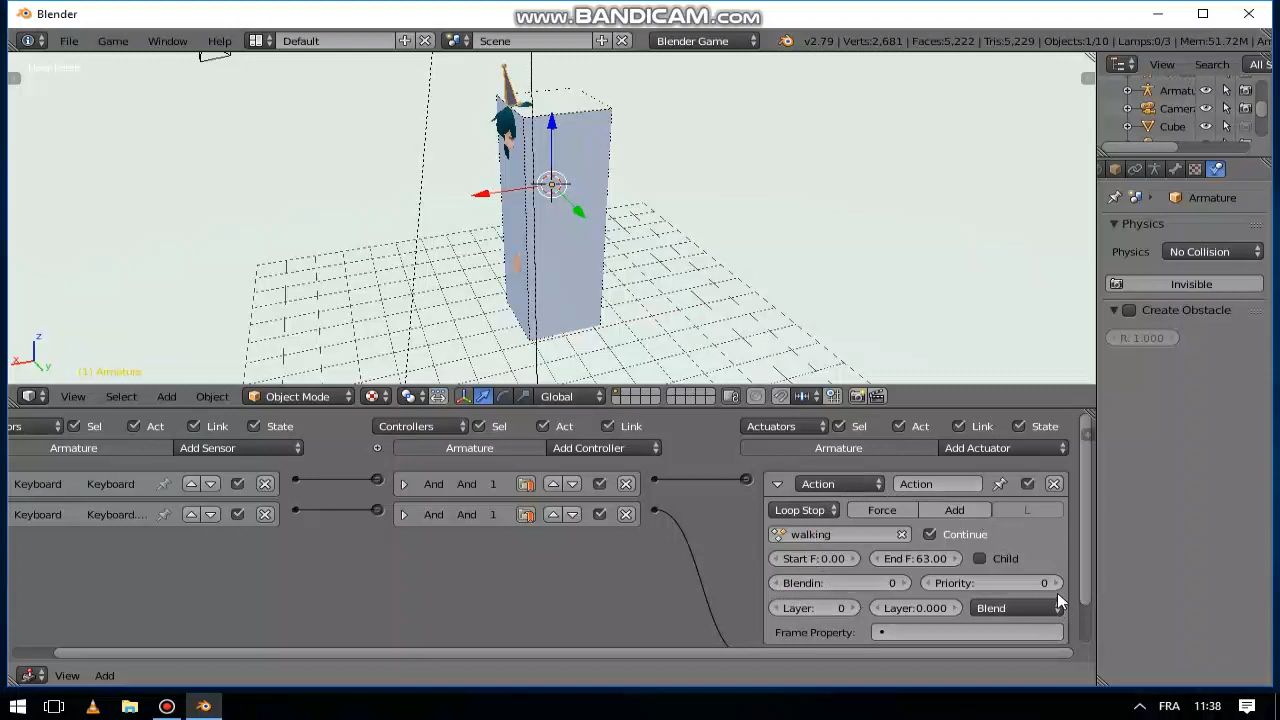 Blender
www.BANDICAM.com
File Game Window Help Default Scene Blender Game v2.79 | Verts:2,681 | Faces:5,222 | Tris:5,229 | Objects:1/10 | Lamps:0/3 | Mem:51.72M |
View Search All S
Armatu
Camera
Cube
Armature
Physics
Physics No Collision
Invisible
Create Obstacle
R: 1.000
z
x
y
(1) Armature
View Select Add Object Object Mode Global
ors Sel Act Link State Controllers Sel Act Link Actuators Sel Act Link State
Armature Add Sensor Armature Add Controller Armature Add Actuator
Keyboard Keyboard And And 1 Action Action
Keyboard Keyboard.... And And 1 Loop Stop Force Add L
walking Continue
Start F: 0.00 End F: 63.00 Child
Blendin: 0 Priority: 0
Layer: 0 Layer:0.000 Blend
Frame Property:
View Add
FRA 11:38